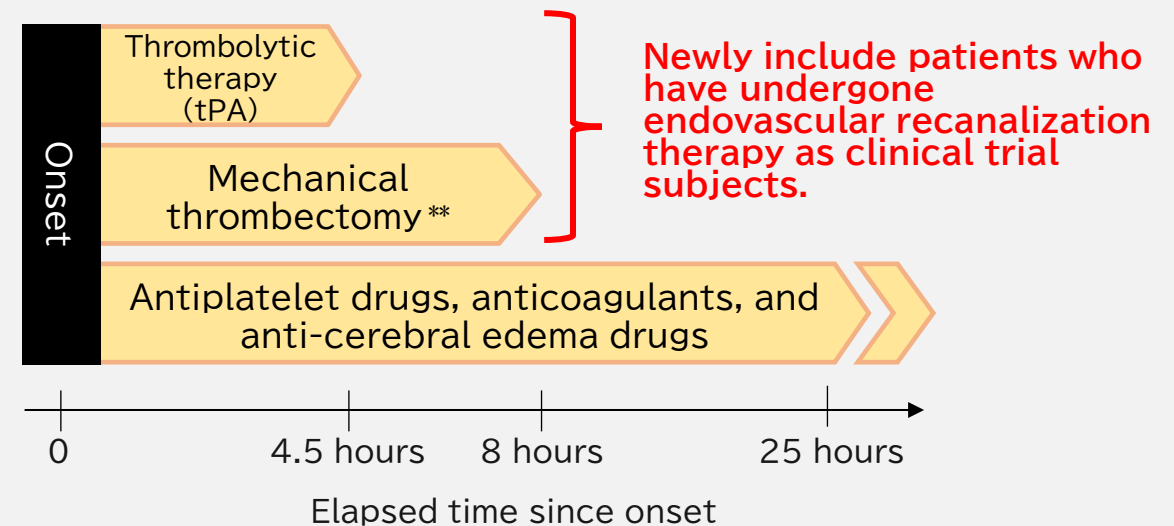 Onset
Thrombolytic
therapy
(tPA)
Mechanical
thrombectomy**
Antiplatelet drugs, anticoagulants, and
anti-cerebral edema drugs
Newly include patients who
have undergone
endovascular recanalization
therapy as clinical trial
subjects.
0
4.5 hours
8 hours
25 hours
Elapsed time since onset